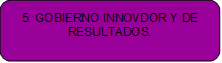 5. GOBIERNO INNOVDOR Y DE
RESULTADOS.